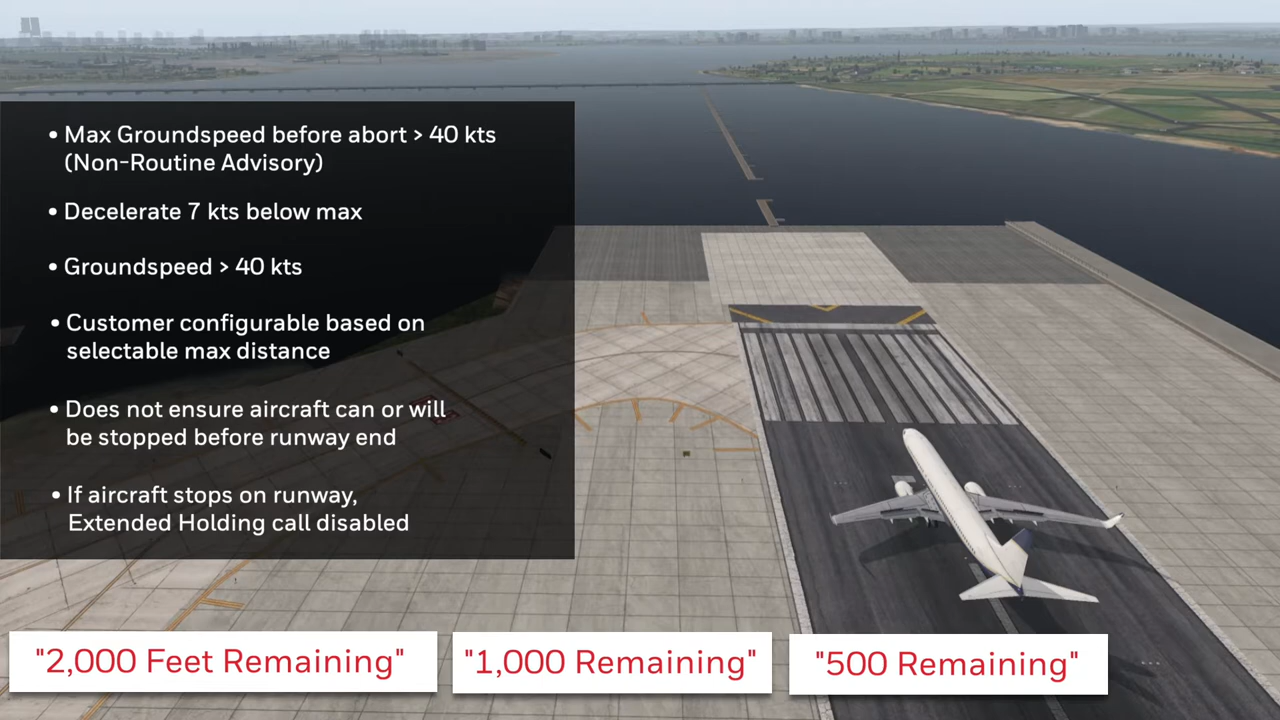 • Max Groundspeed before abort > 40 kts
(Non-Routine Advisory)
• Decelerate 7 kts below max
• Groundspeed > 40 kts
• Customer configurable based on
selectable max distance
• Does not ensure aircraft can or will
be stopped before runway end
• If aircraft stops on runway,
Extended Holding call disabled
"2,000 Feet Remaining"
"1,000 Remaining"
"500 Remaining"